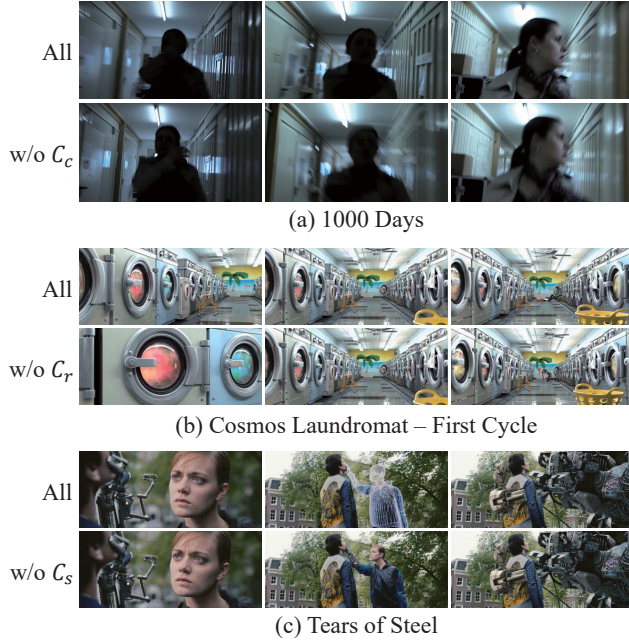 All
w/o C_c
(a) 1000 Days
All
w/o C_r
(b) Cosmos Laundromat – First Cycle
All
w/o C_s
(c) Tears of Steel